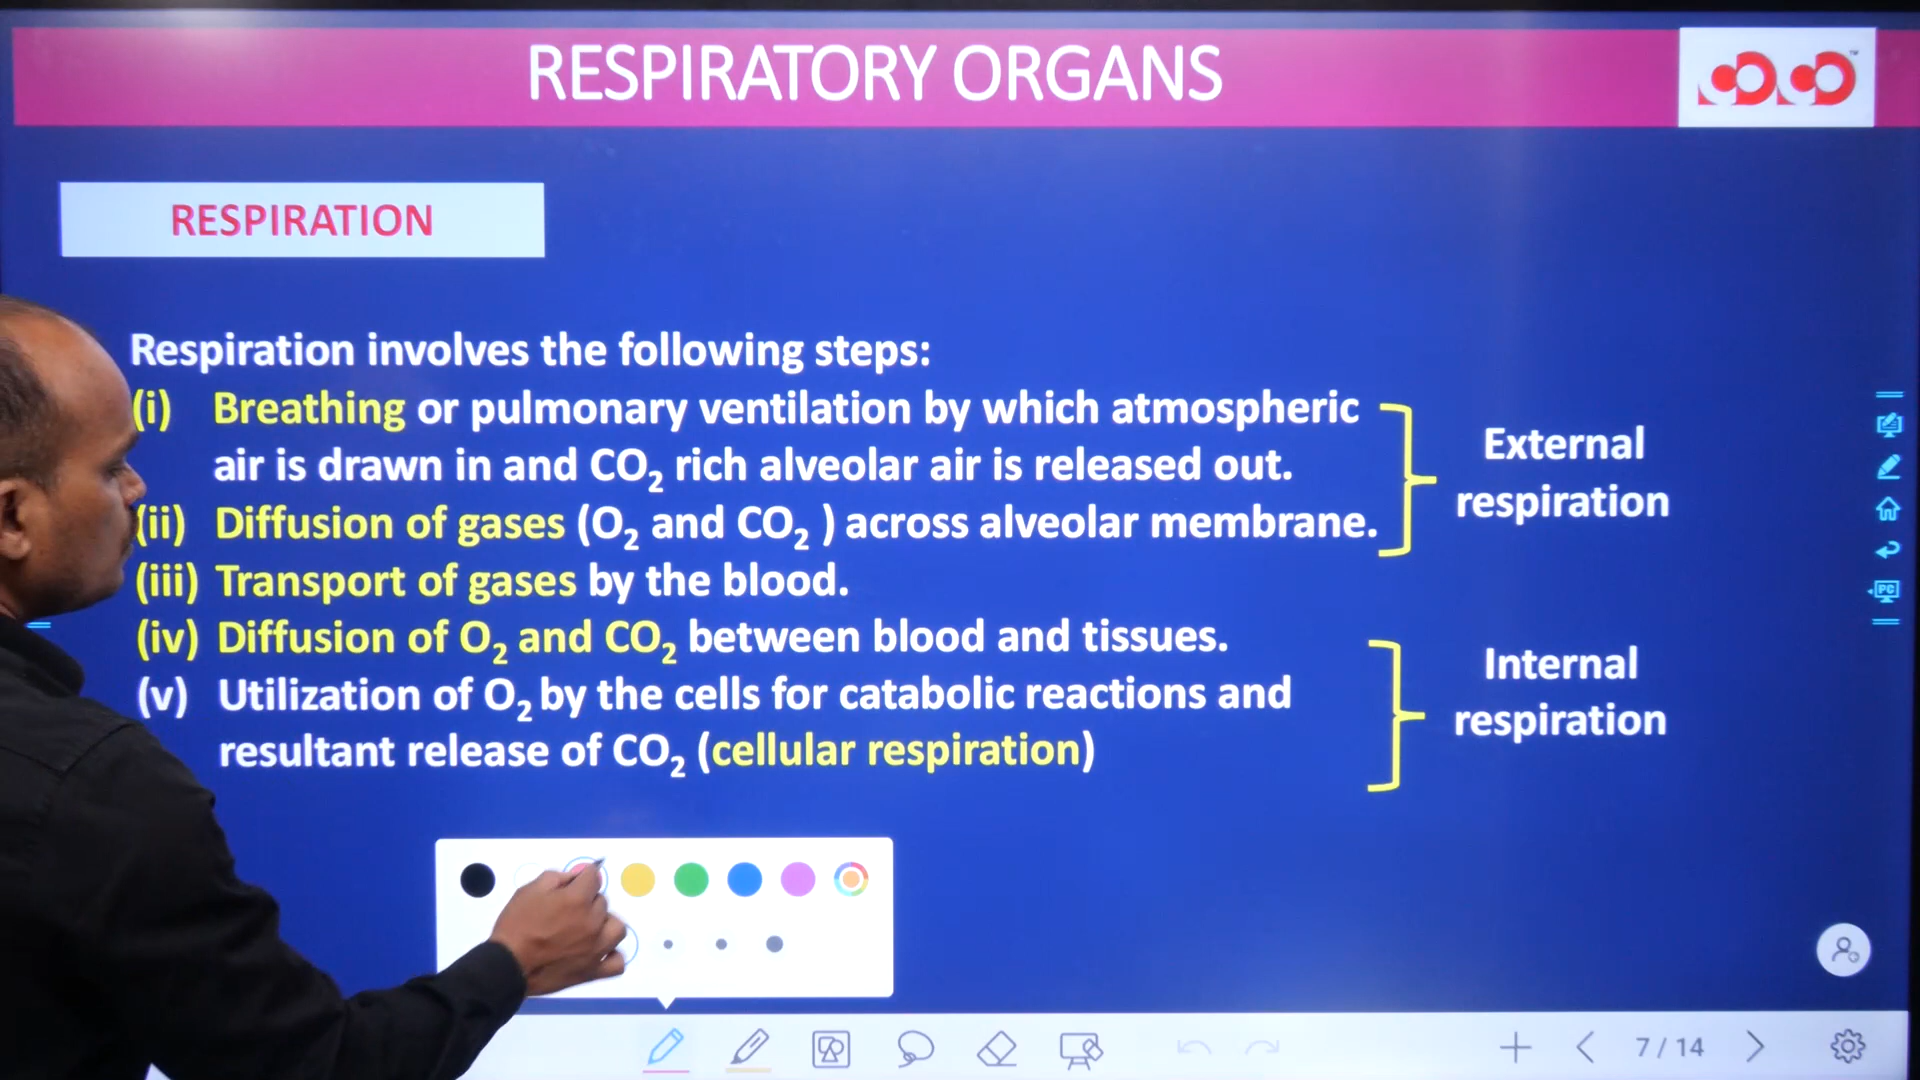 RESPIRATORY ORGANS
™
RESPIRATION
Respiration involves the following steps:
(i) Breathing or pulmonary ventilation by which atmospheric
air is drawn in and CO₂ rich alveolar air is released out.
(ii) Diffusion of gases (O₂ and CO₂ ) across alveolar membrane.
External
respiration
(iii) Transport of gases by the blood.
(iv) Diffusion of O₂ and CO₂ between blood and tissues.
(v) Utilization of O₂ by the cells for catabolic reactions and
resultant release of CO₂ (cellular respiration)
Internal
respiration
PC
7 / 14